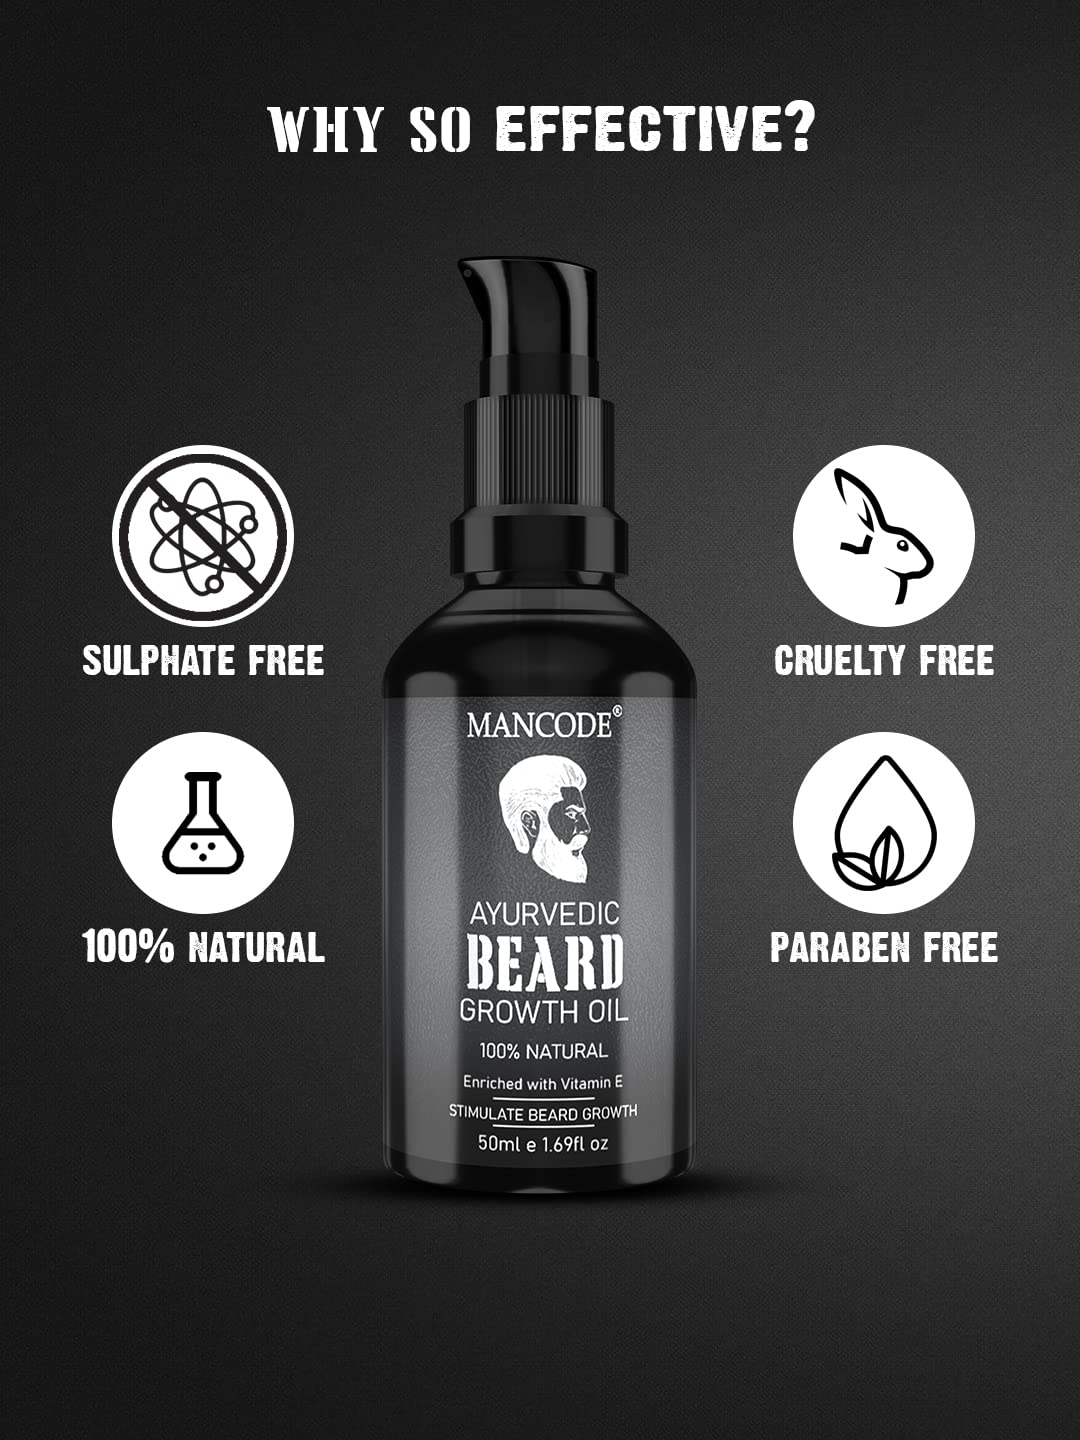 WHY SO EFFECTIVE?
SULPHATE FREE
CRUELTY FREE
100% NATURAL
PARABEN FREE
MANCODE®
AYURVEDIC
BEARD
GROWTH OIL
100% NATURAL
Enriched with Vitamin E
STIMULATE BEARD GROWTH
50ml e 1.69fl oz